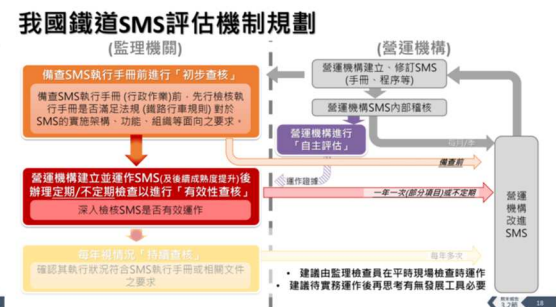 我國鐵道SMS評估機制規劃
(監理機關)
(營運機構)
備查SMS執行手冊前進行「初步查核」
備查SMS執行手冊 (行政作業)前，先行檢核執
行手冊是否滿足法規 (鐵路行車規則) 對於
SMS的實施架構、功能、組織等面向之要求。
營運機構建立並運作SMS(及後續成熟度提升)後
辦理定期/不定期檢查以進行「有效性查核」
深入檢核SMS是否有效運作
每年視情況「持續查核」
確認其執行狀況符合SMS執行手冊或相關文件
之要求
營運機構建立、修訂SMS
(手冊、程序等)
營運機構SMS內部稽核
營運機構進行
「自主評估」
每月/季
備查前
運作證據
一年一次(部分項目)或不定期
每年多次
營運
機構
改進
SMS
• 建議由監理檢查員在平時現場檢查時運作
• 建議待實務運作後再思考有無發展工具必要
期末報告
3.2節
18